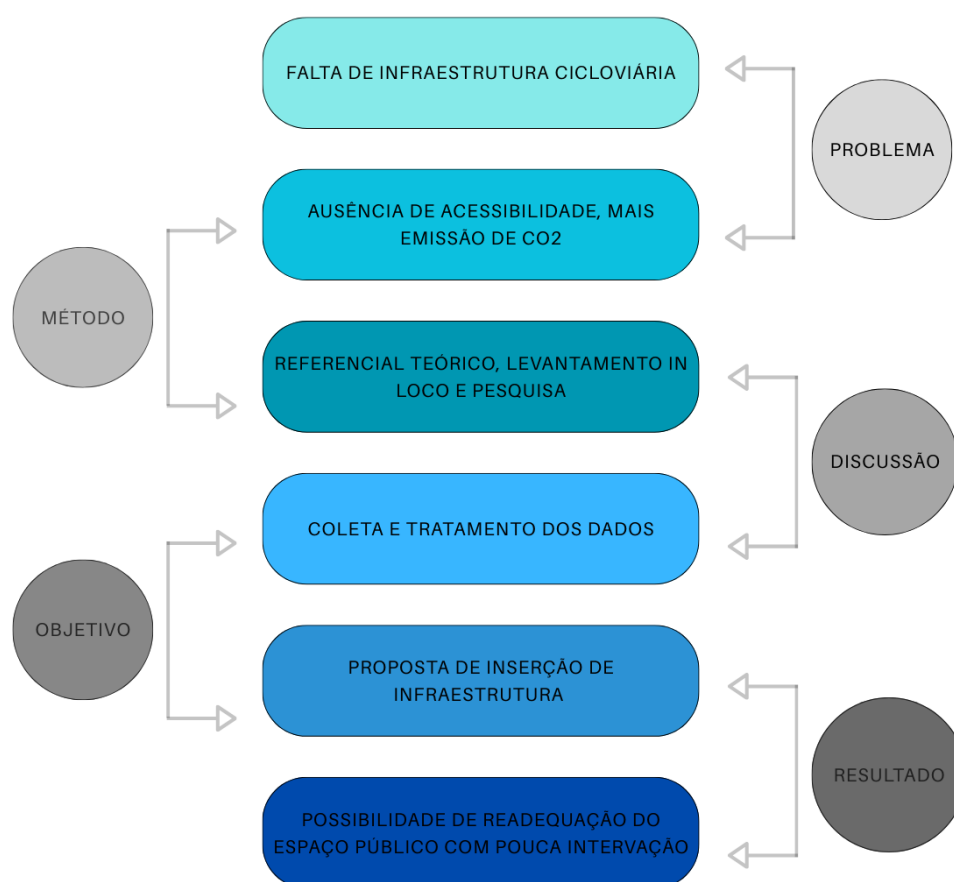 FALTA DE INFRAESTRUTURA CICLOVIÁRIA
PROBLEMA
AUSÊNCIA DE ACESSIBILIDADE, MAIS
EMISSÃO DE CO2
MÉTODO
REFERENCIAL TEÓRICO, LEVANTAMENTO IN
LOCO E PESQUISA
DISCUSSÃO
COLETA E TRATAMENTO DOS DADOS
OBJETIVO
PROPOSTA DE INSERÇÃO DE
INFRAESTRUTURA
RESULTADO
POSSIBILIDADE DE READEQUAÇÃO DO
ESPAÇO PÚBLICO COM POUCA INTERVAÇÃO